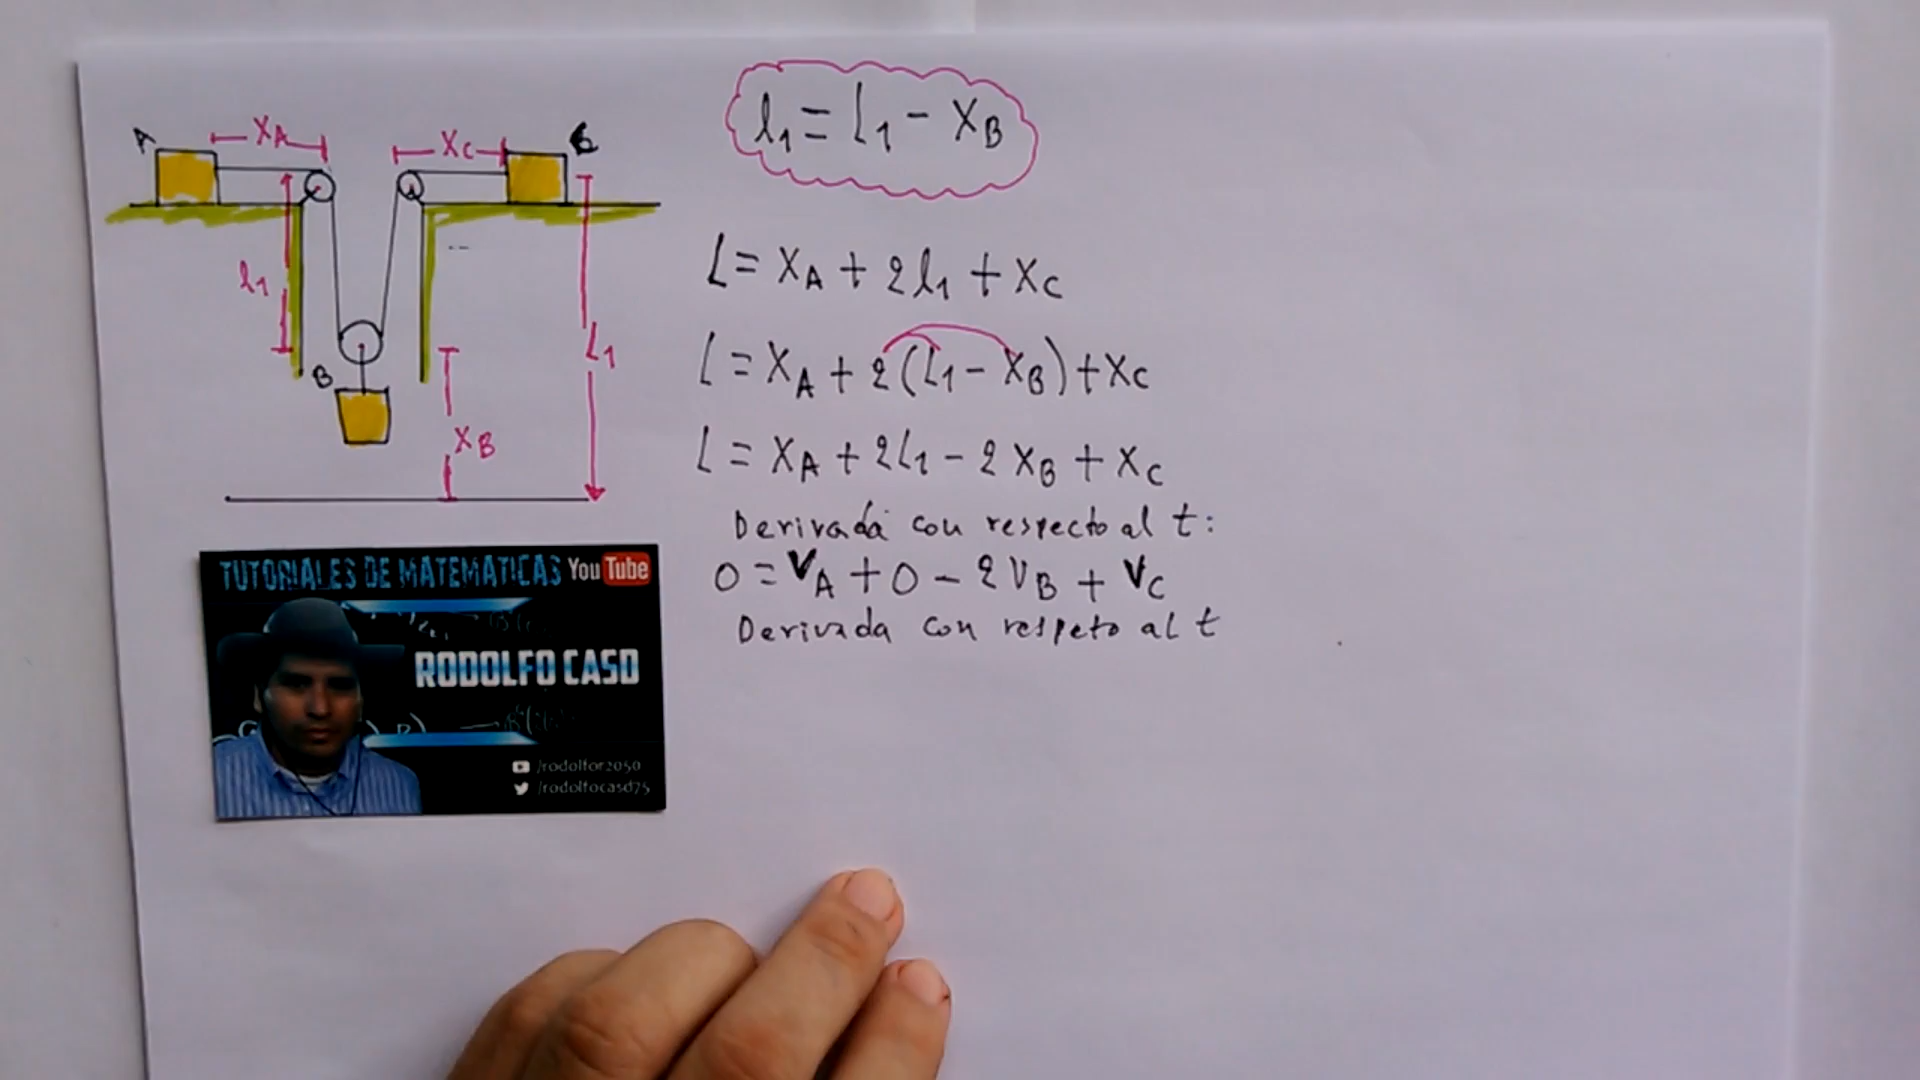 l1 = L1 - XB
A
XA
XC
C
l1
L1
B
XB
L = XA + 2l1 + XC
L = XA + 2(L1 - XB) + XC
L = XA + 2L1 - 2XB + XC
Derivada con respecto al t:
0 = VA + 0 - 2VB + VC
Derivada con respeto al t
TUTORIALES DE MATEMATICAS YouTube
RODOLFO CASD
/rodolfor2050
/rodolfocasd75